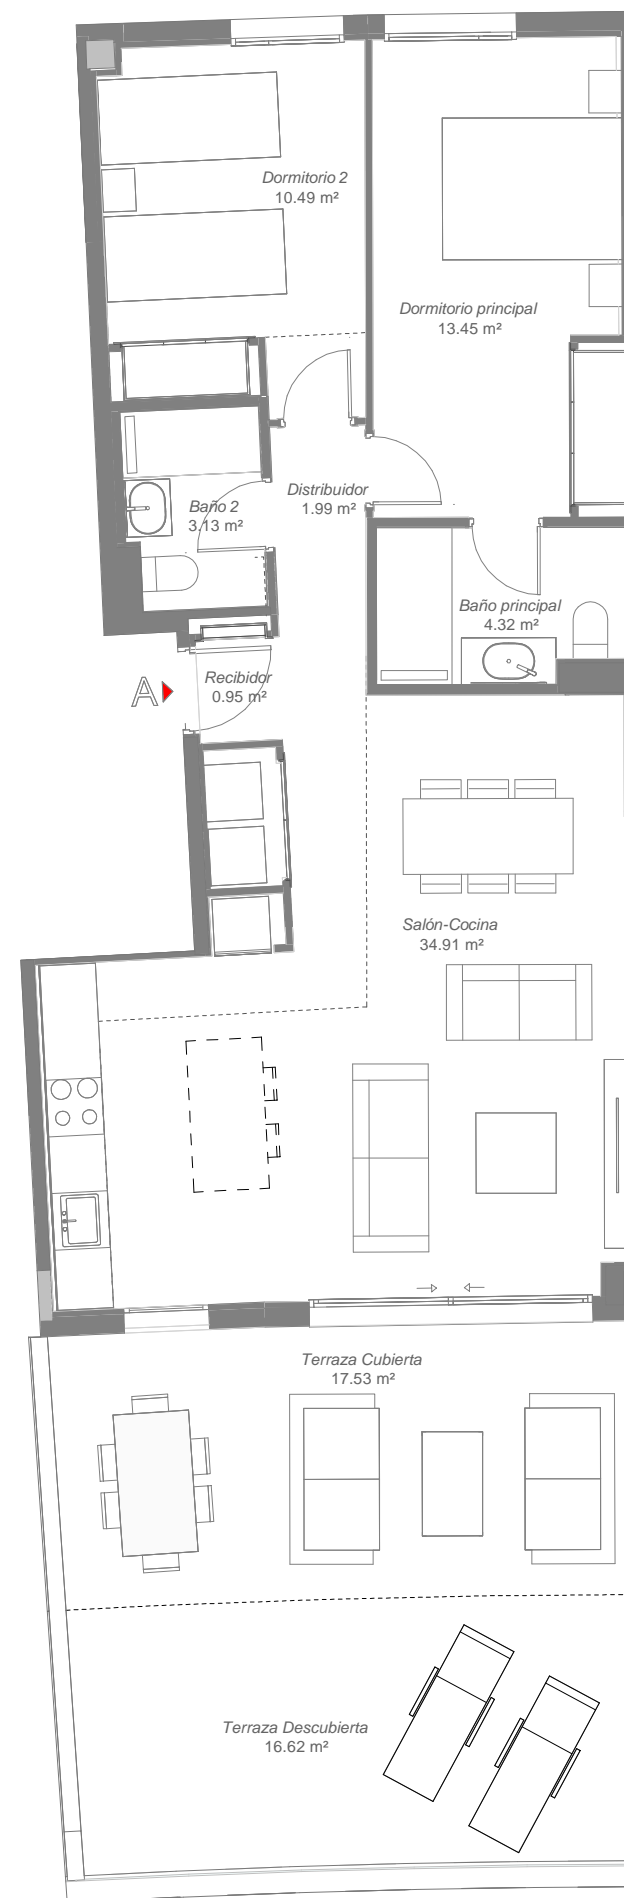 Dormitorio 2
10.49 m²
Dormitorio principal
13.45 m²
Distribuidor
1.99 m²
Baño 2
3.13 m²
Baño principal
4.32 m²
Recibidor
0.95 m²
A
Salón-Cocina
34.91 m²
Terraza Cubierta
17.53 m²
Terraza Descubierta
16.62 m²